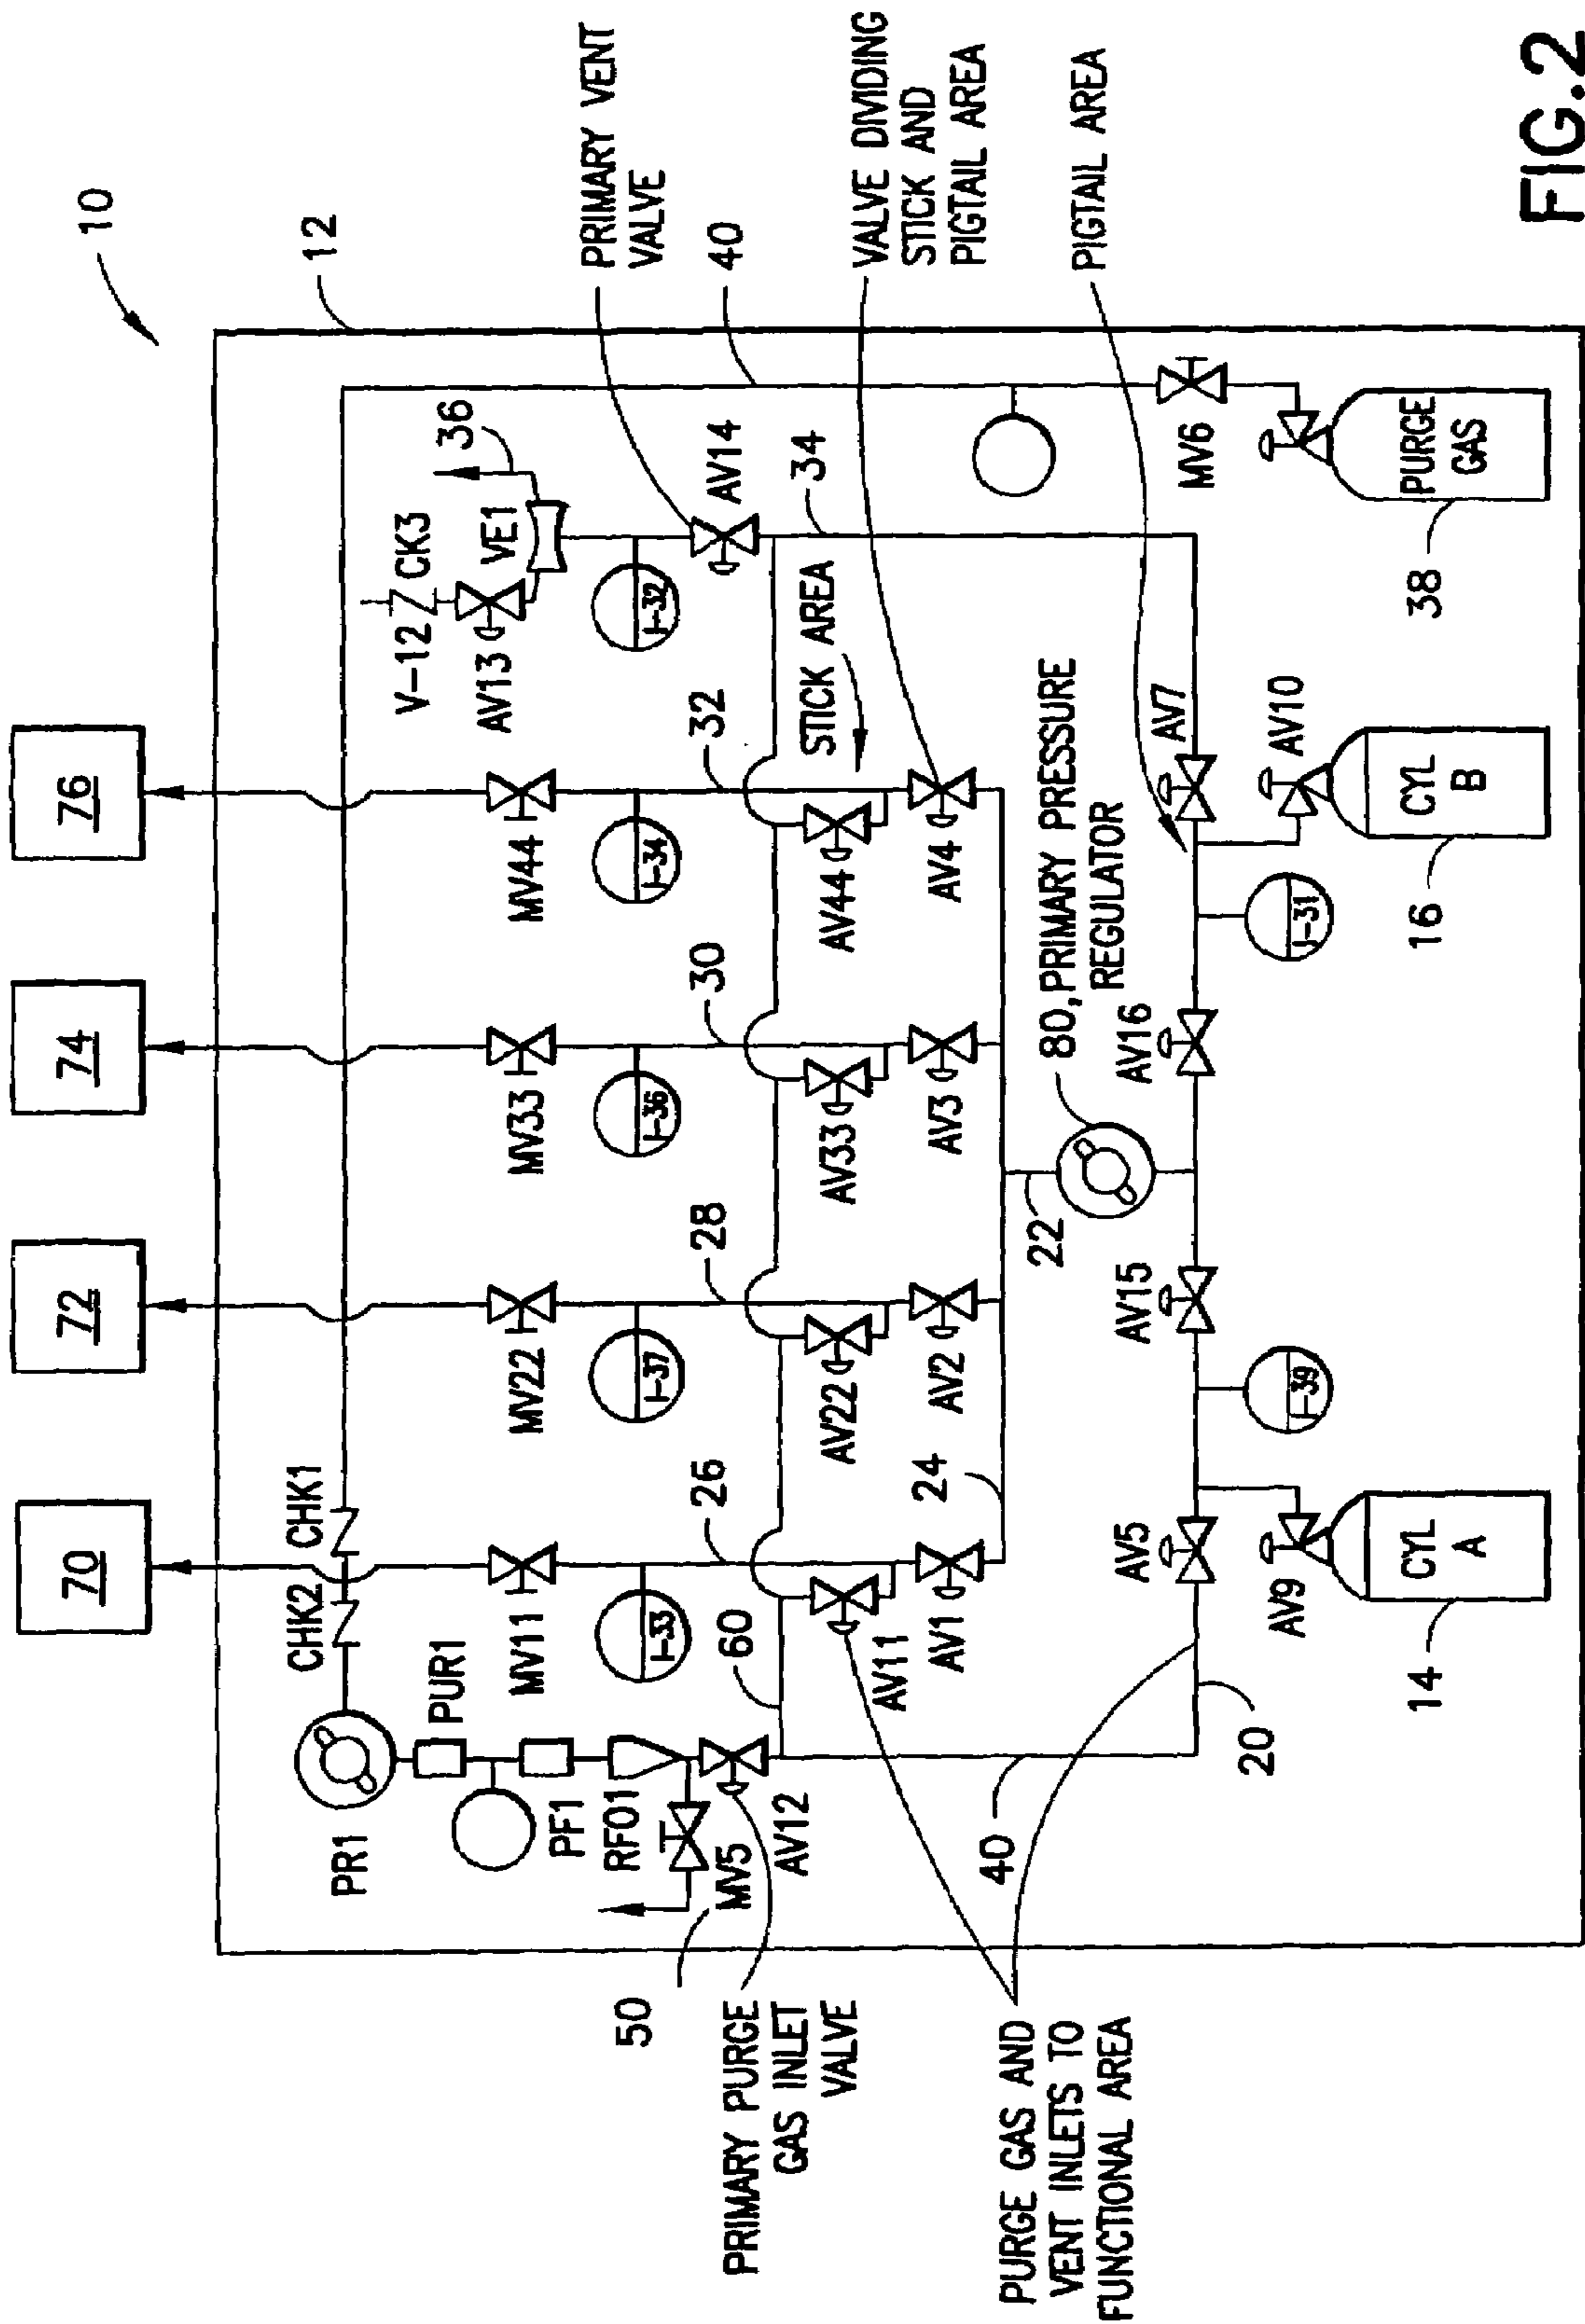 70
72
74
76
10
12
CHK2
CHK1
PR1
PUR1
PF1
RF01
MV5
AV12
50
PRIMARY PURGE
GAS INLET
VALVE
PURGE GAS AND
VENT INLETS TO
FUNCTIONAL AREA
MV11
MV22
MV33
MV44
I-33
I-37
I-36
I-34
V-12
CK3
AV13
VE1
36
I-32
AV14
PRIMARY VENT
VALVE
40
VALVE DIVIDING
STICK AND
PIGTAIL AREA
PIGTAIL AREA
60
26
28
30
32
34
STICK AREA
AV11
AV22
AV33
AV44
AV1
AV2
AV3
AV4
24
22
80, PRIMARY PRESSURE
REGULATOR
40
20
AV5
AV15
AV16
AV7
I-39
I-31
AV9
AV10
MV6
CYL
A
CYL
B
PURGE
GAS
14
16
38
FIG.2